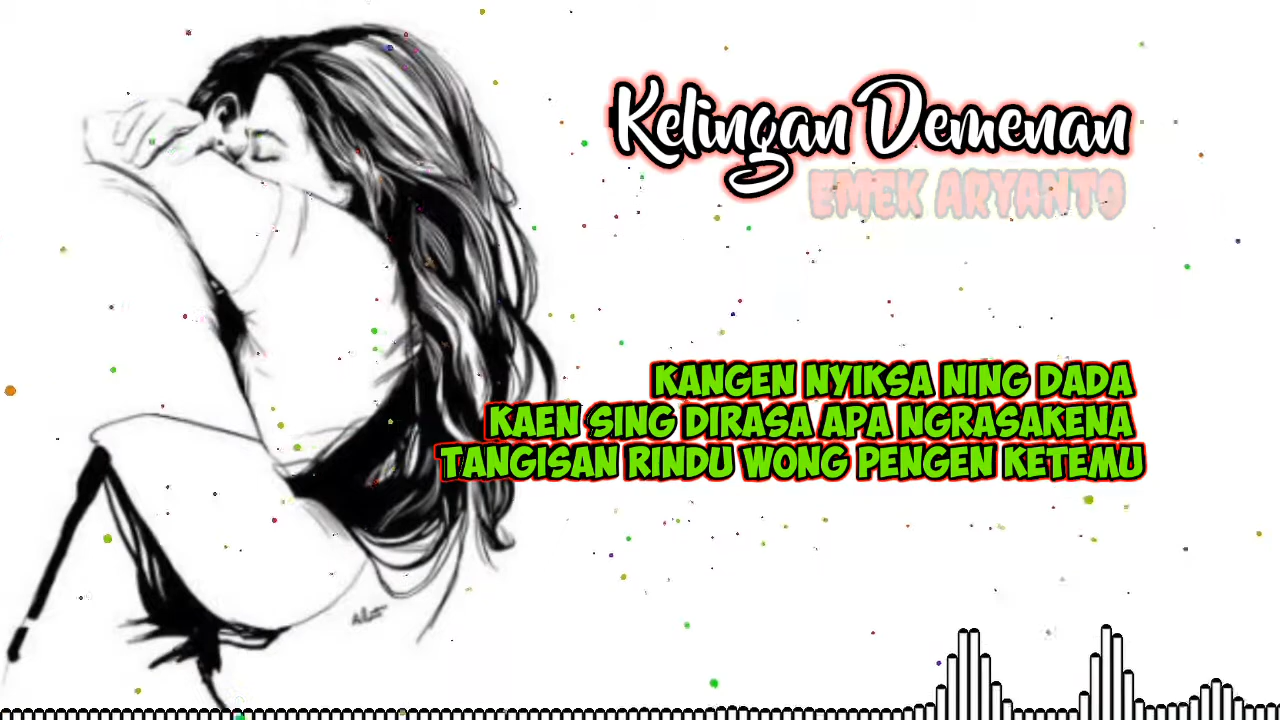 Kelingan Demenan
EMEK ARYANTO
KANGEN NYIKSA NING DADA
KAEN SING DIRASA APA NGRASAKENA
TANGISAN RINDU WONG PENGEN KETEMU